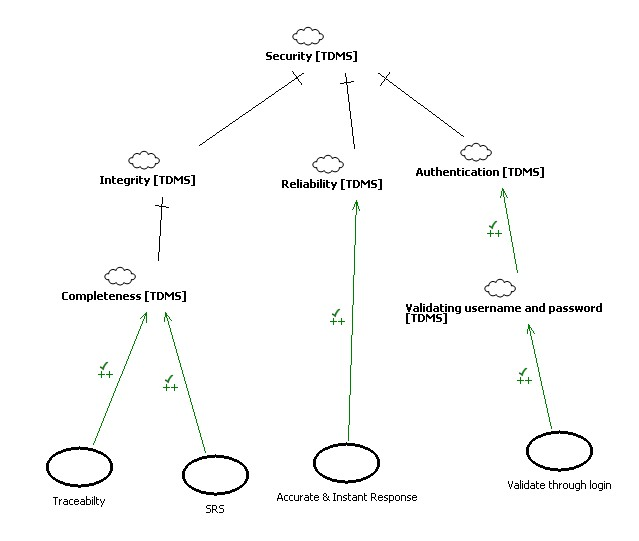 Security [TDMS]
Integrity [TDMS]
Reliability [TDMS]
Authentication [TDMS]
++
Completeness [TDMS]
Validating username and password
[TDMS]
++
++
++
++
Traceabilty
SRS
Accurate & Instant Response
Validate through login